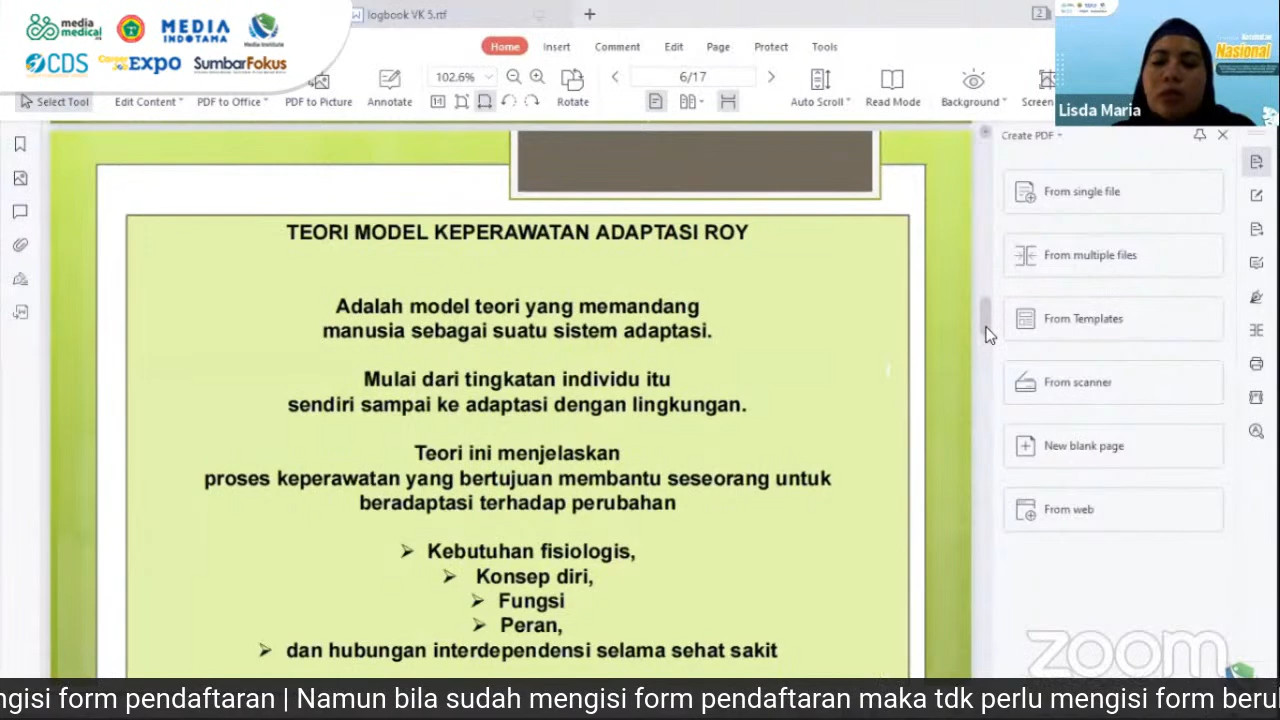 media
medical
MEDIA
INDOTAMA
Media Institute
CDS
Career
Expo
SumbarFokus
logbook VK 5.rtf
+
2
Home Insert Comment Edit Page Protect Tools
102.6%
6/17
Select Tool Edit Content PDF to Office PDF to Picture Annotate Rotate Auto Scroll Read Mode Background Screen
Nasional
Lisda Maria
Create PDF
From single file
From multiple files
From Templates
From scanner
New blank page
From web
TEORI MODEL KEPERAWATAN ADAPTASI ROY
Adalah model teori yang memandang
manusia sebagai suatu sistem adaptasi.
Mulai dari tingkatan individu itu
sendiri sampai ke adaptasi dengan lingkungan.
Teori ini menjelaskan
proses keperawatan yang bertujuan membantu seseorang untuk
beradaptasi terhadap perubahan
➢ Kebutuhan fisiologis,
➢ Konsep diri,
➢ Fungsi
➢ Peran,
➢ dan hubungan interdependensi selama sehat sakit
zoom
ngisi form pendaftaran | Namun bila sudah mengisi form pendaftaran maka tdk perlu mengisi form beru